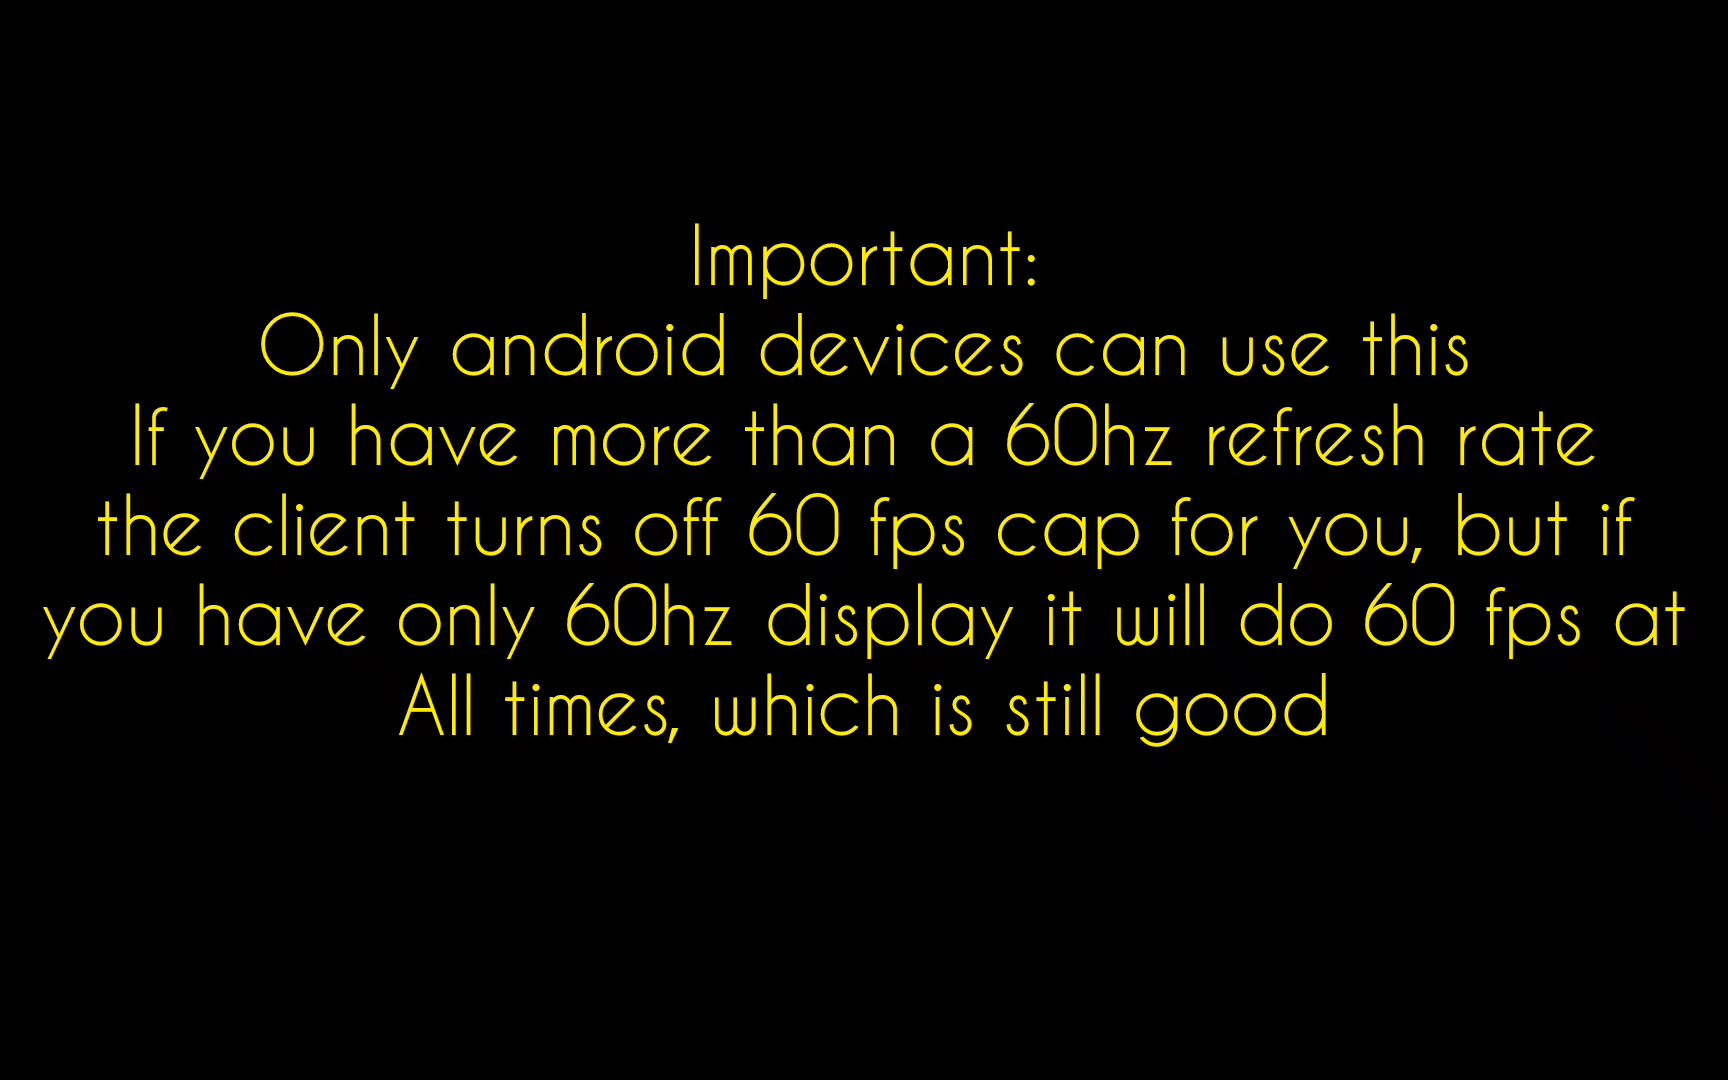 Important:
Only android devices can use this
If you have more than a 60hz refresh rate
the client turns off 60 fps cap for you, but if
you have only 60hz display it will do 60 fps at
All times, which is still good